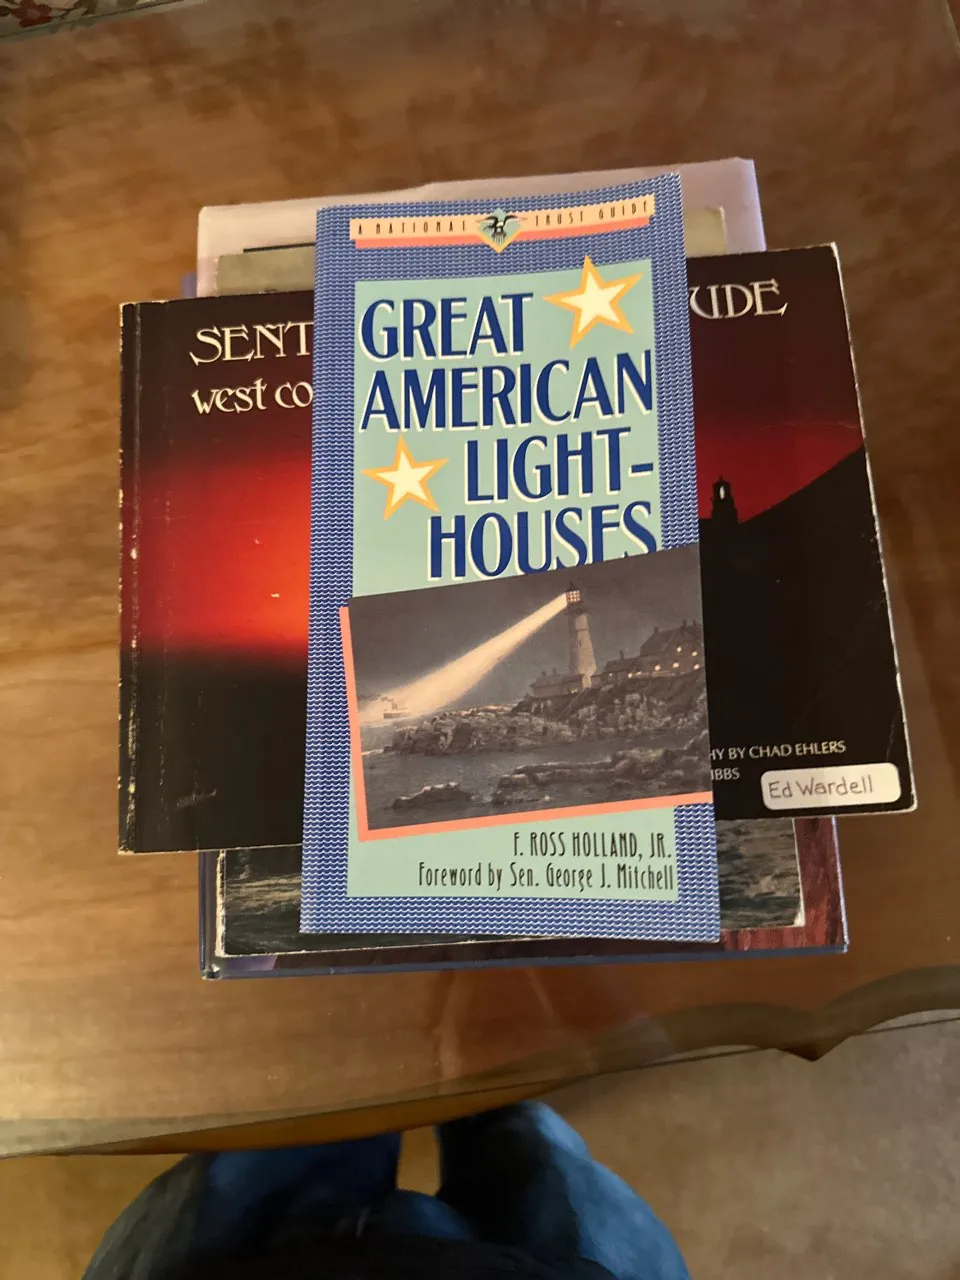 A NATIONAL TRUST GUIDE
GREAT
AMERICAN
LIGHT-
HOUSES
F. ROSS HOLLAND, JR.
Foreword by Sen. George J. Mitchell
SENT
UDE
west co
HY BY CHAD EHLERS
IBBS
Ed Wardell